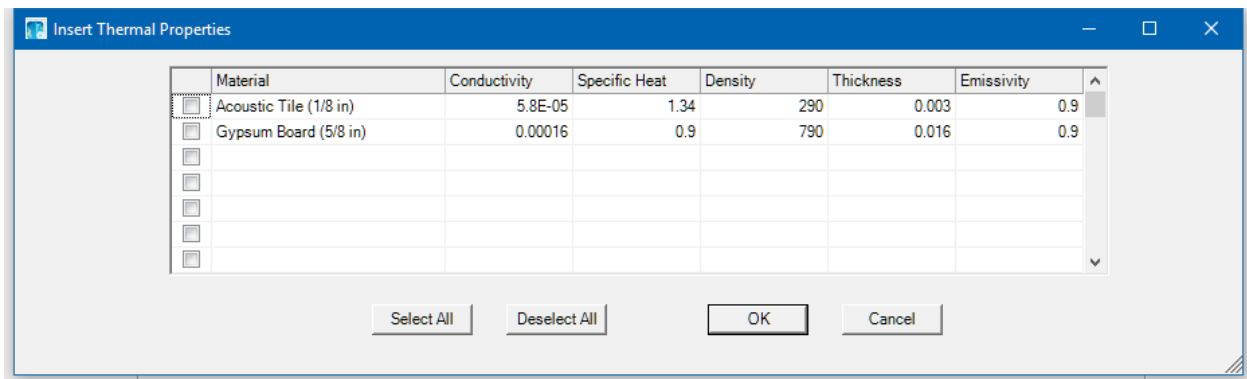 Insert Thermal Properties
Material Conductivity Specific Heat Density Thickness Emissivity
Acoustic Tile (1/8 in) 5.8E-05 1.34 290 0.003 0.9
Gypsum Board (5/8 in) 0.00016 0.9 790 0.016 0.9
Select All Deselect All OK Cancel